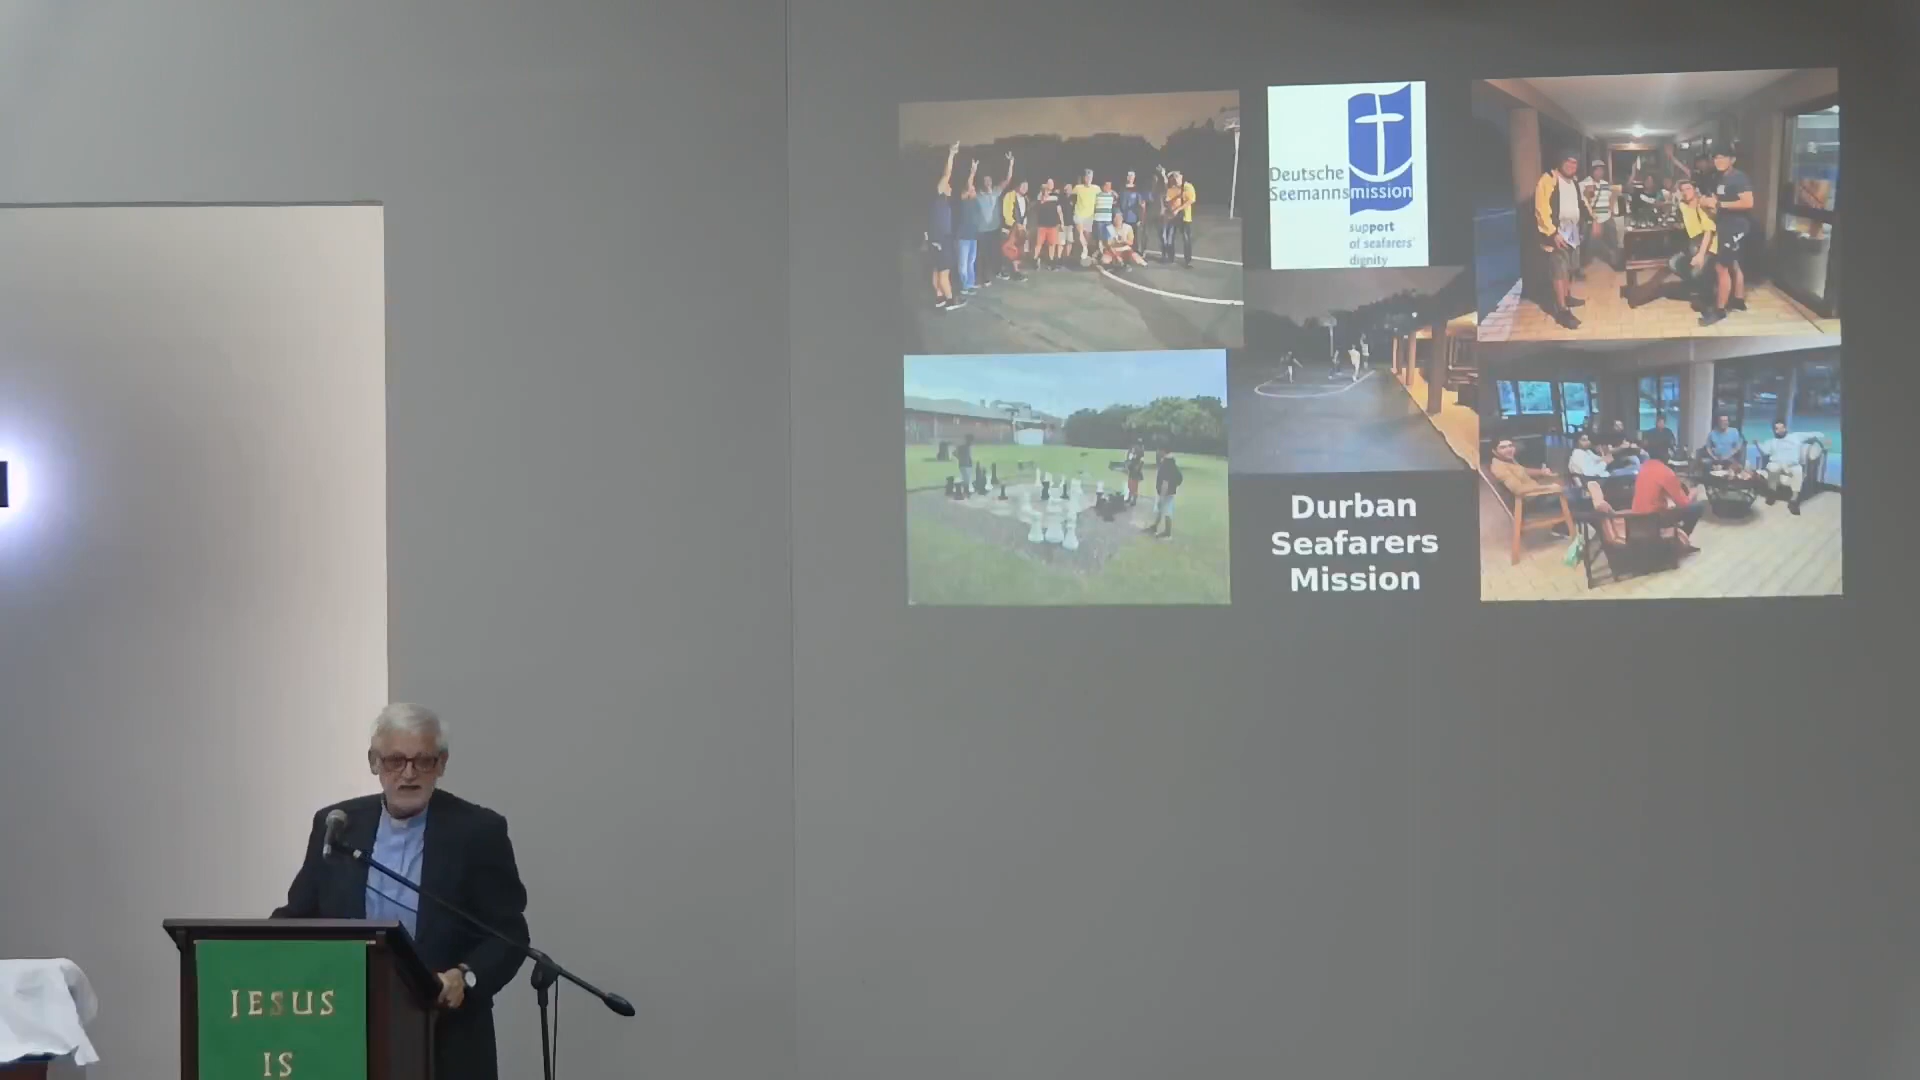 Deutsche
Seemannsmission
support
of seafarers'
dignity
Durban
Seafarers
Mission
JESUS
IS